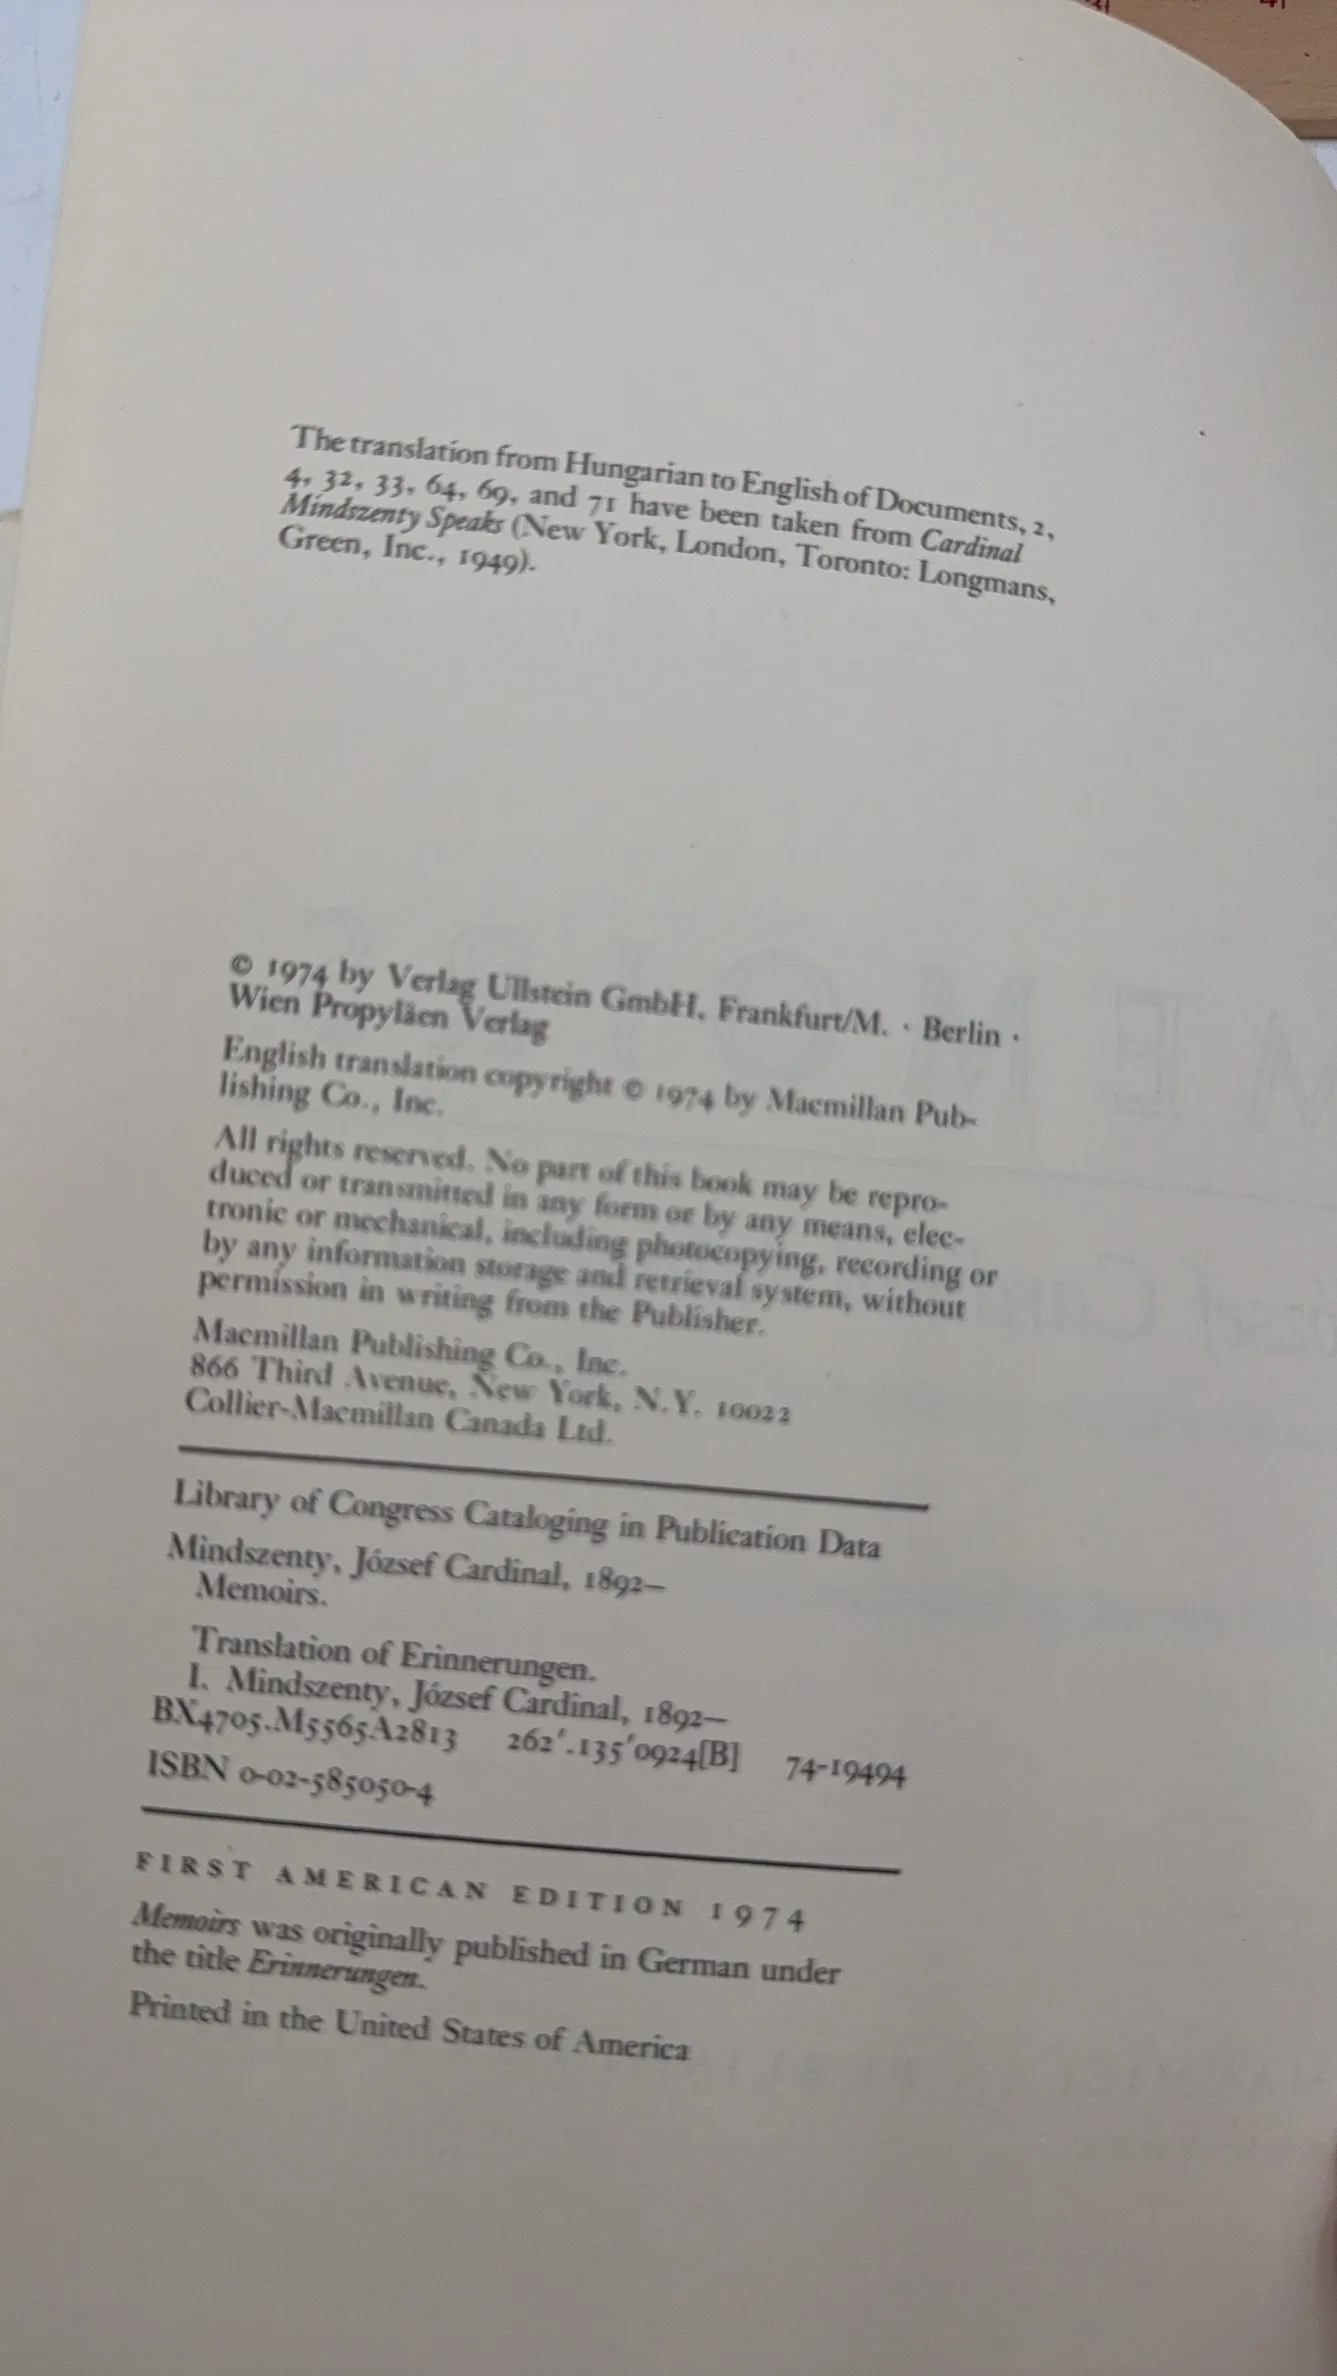 The translation from Hungarian to English of Documents, 2,
4, 32, 33, 64, 69, and 71 have been taken from Cardinal
Mindszenty Speaks (New York, London, Toronto: Longmans,
Green, Inc., 1949).
© 1974 by Verlag Ullstein GmbH, Frankfurt/M. · Berlin ·
Wien Propyläen Verlag
English translation copyright © 1974 by Macmillan Pub-
lishing Co., Inc.
All rights reserved. No part of this book may be repro-
duced or transmitted in any form or by any means, elec-
tronic or mechanical, including photocopying, recording or
by any information storage and retrieval system, without
permission in writing from the Publisher.
Macmillan Publishing Co., Inc.
866 Third Avenue, New York, N.Y. 10022
Collier-Macmillan Canada Ltd.
Library of Congress Cataloging in Publication Data
Mindszenty, József Cardinal, 1892–
Memoirs.
Translation of Erinnerungen.
I. Mindszenty, József Cardinal, 1892–
BX4705.M5565A2813 262'.135'0924[B] 74-19494
ISBN 0-02-585050-4
FIRST AMERICAN EDITION 1974
Memoirs was originally published in German under
the title Erinnerungen.
Printed in the United States of America